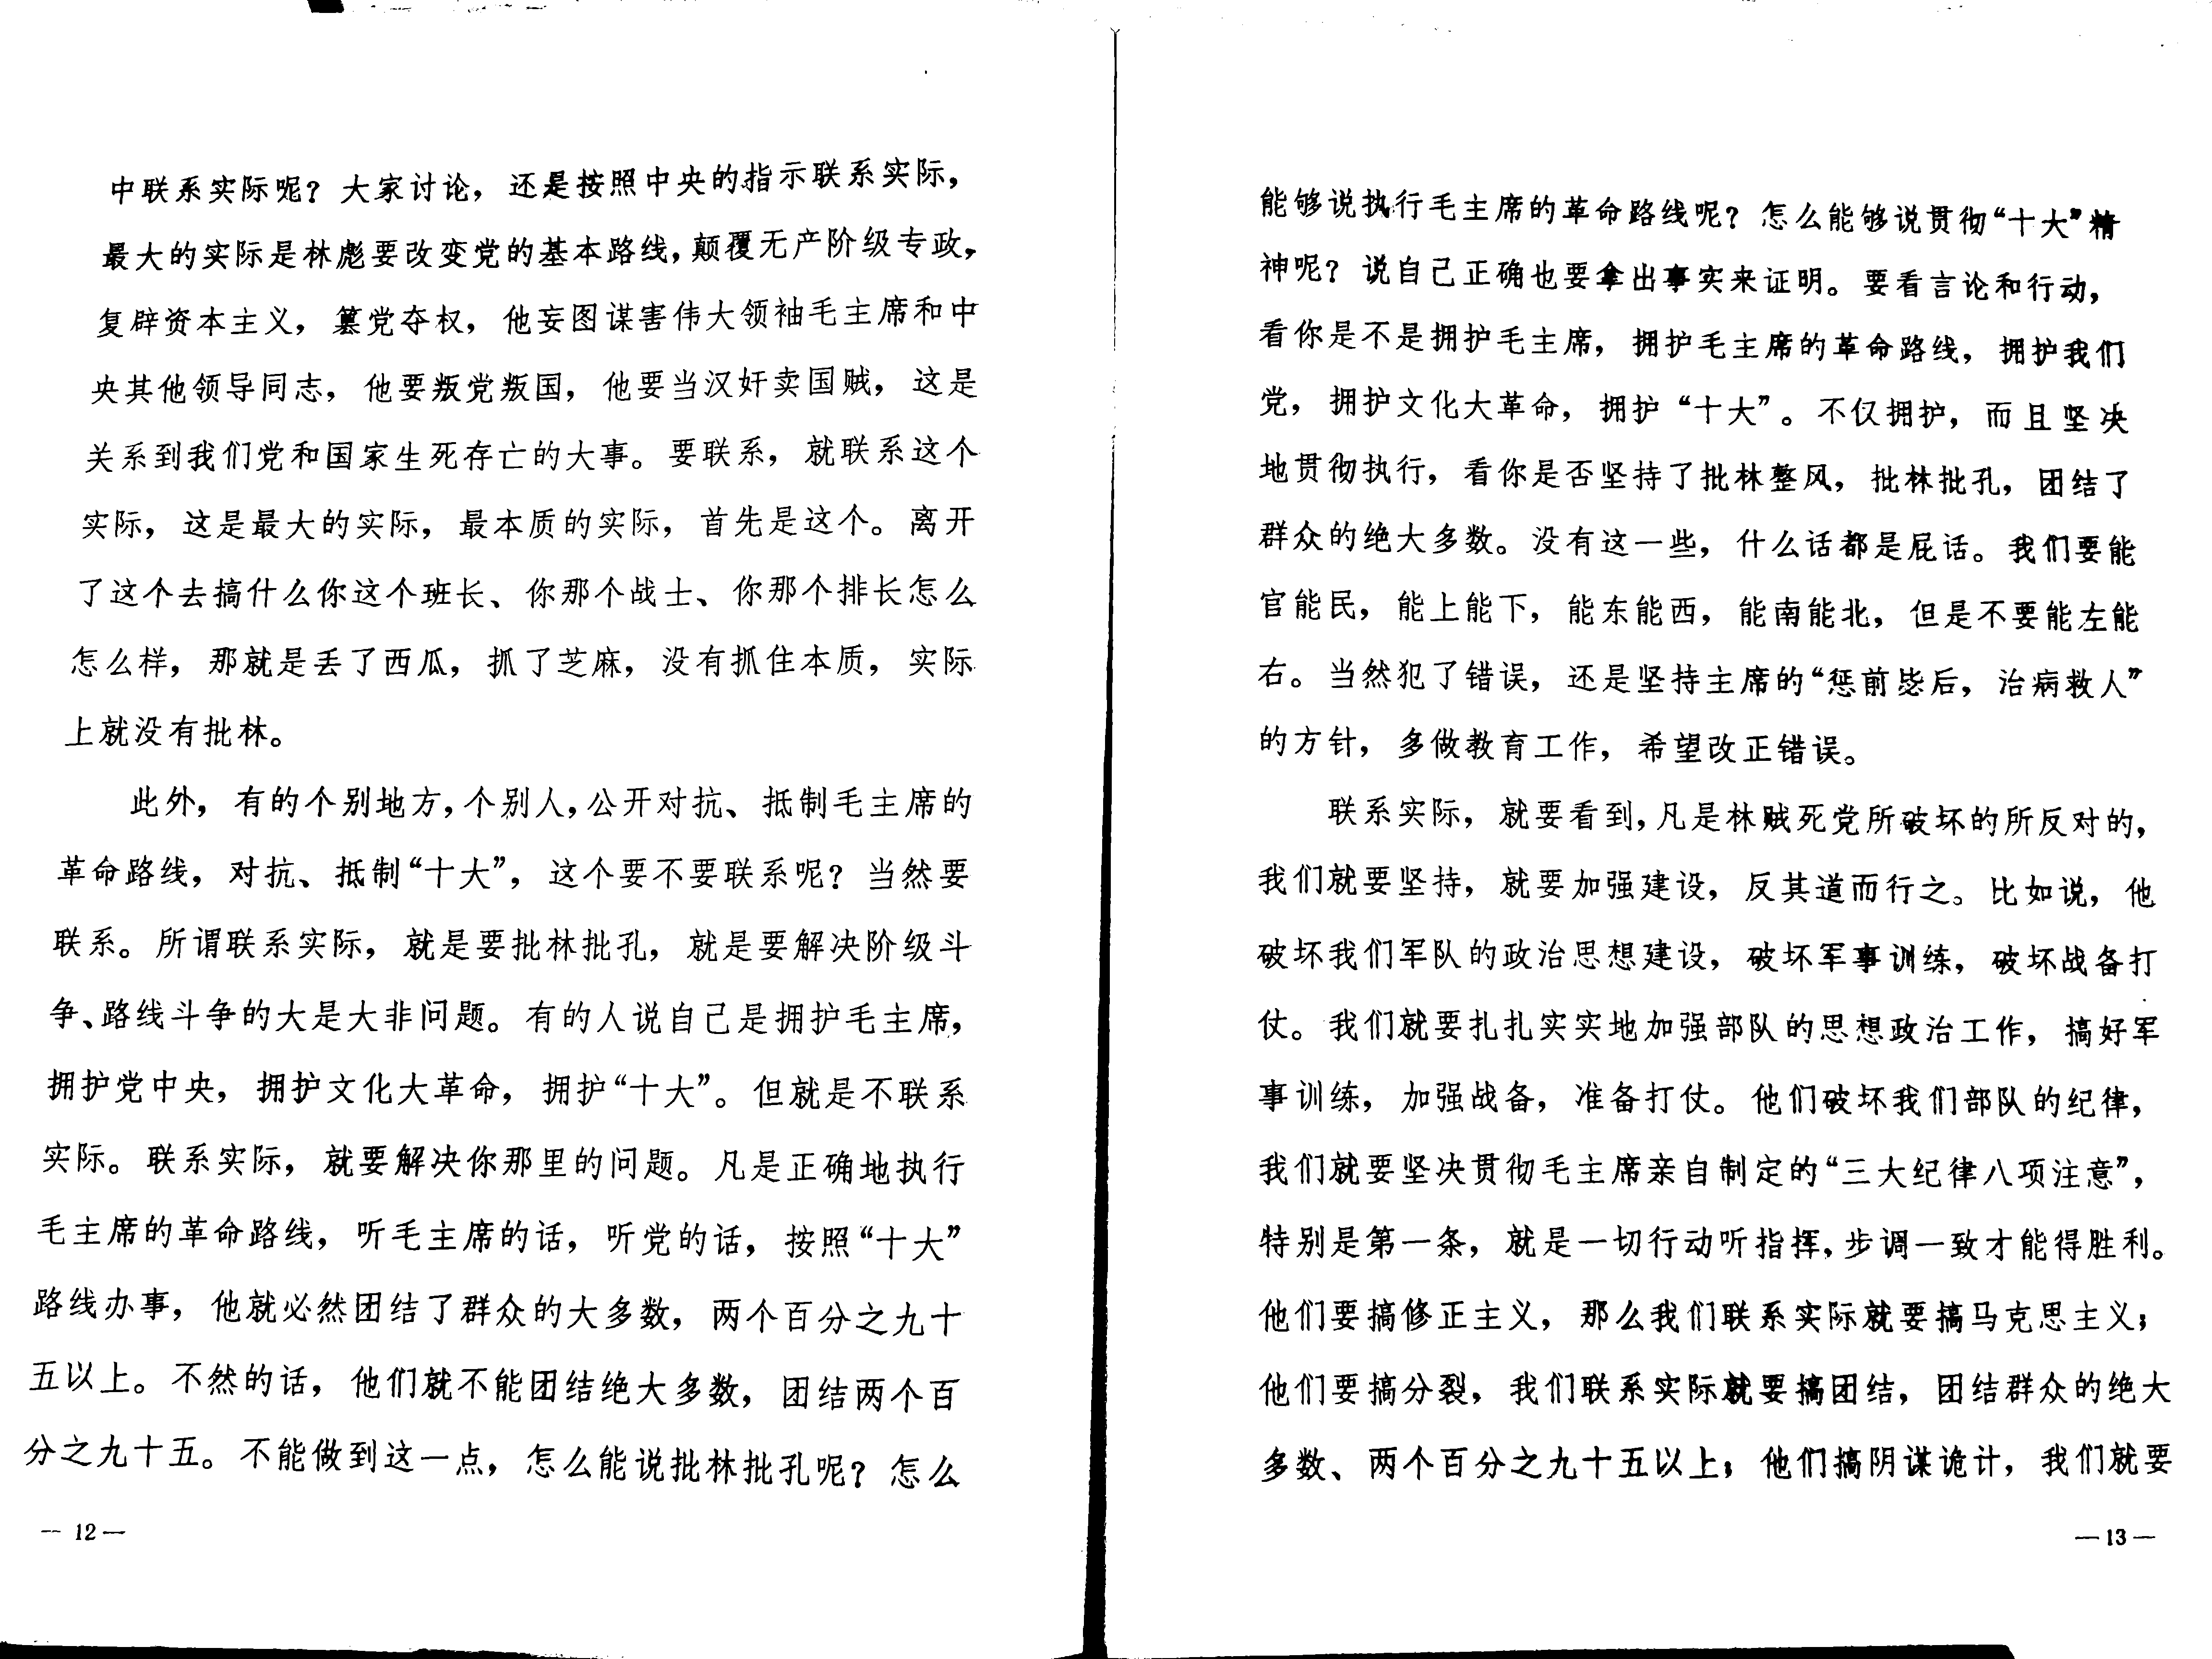 中联系实际呢？大家讨论，还是按照中央的指示联系实际，
最大的实际是林彪要改变党的基本路线，颠覆无产阶级专政，
复辟资本主义，篡党夺权，他妄图谋害伟大领袖毛主席和中
央其他领导同志，他要叛党叛国，他要当汉奸卖国贼，这是
关系到我们党和国家生死存亡的大事。要联系，就联系这个
实际，这是最大的实际，最本质的实际，首先是这个。离开
了这个去搞什么你这个班长、你那个战士、你那个排长怎么
怎么样，那就是丢了西瓜，抓了芝麻，没有抓住本质，实际
上就没有批林。
此外，有的个别地方，个别人，公开对抗、抵制毛主席的
革命路线，对抗、抵制“十大”，这个要不要联系呢？当然要
联系。所谓联系实际，就是要批林批孔，就是要解决阶级斗
争、路线斗争的大是大非问题。有的人说自己是拥护毛主席，
拥护党中央，拥护文化大革命，拥护“十大”。但就是不联系
实际。联系实际，就要解决你那里的问题。凡是正确地执行
毛主席的革命路线，听毛主席的话，听党的话，按照“十大”
路线办事，他就必然团结了群众的大多数，两个百分之九十
五以上。不然的话，他们就不能团结绝大多数，团结两个百
分之九十五。不能做到这一点，怎么能说批林批孔呢？怎么
— 12 —
能够说执行毛主席的革命路线呢？怎么能够说贯彻“十大”精
神呢？说自己正确也要拿出事实来证明。要看言论和行动，
看你是不是拥护毛主席，拥护毛主席的革命路线，拥护我们
党，拥护文化大革命，拥护“十大”。不仅拥护，而且坚决
地贯彻执行，看你是否坚持了批林整风，批林批孔，团结了
群众的绝大多数。没有这一些，什么话都是屁话。我们要能
官能民，能上能下，能东能西，能南能北，但是不要能左能
右。当然犯了错误，还是坚持主席的“惩前毖后，治病救人”
的方针，多做教育工作，希望改正错误。
联系实际，就要看到，凡是林贼死党所破坏的所反对的，
我们就要坚持，就要加强建设，反其道而行之。比如说，他
破坏我们军队的政治思想建设，破坏军事训练，破坏战备打
仗。我们就要扎扎实实地加强部队的思想政治工作，搞好军
事训练，加强战备，准备打仗。他们破坏我们部队的纪律，
我们就要坚决贯彻毛主席亲自制定的“三大纪律八项注意”，
特别是第一条，就是一切行动听指挥，步调一致才能得胜利。
他们要搞修正主义，那么我们联系实际就要搞马克思主义；
他们要搞分裂，我们联系实际就要搞团结，团结群众的绝大
多数、两个百分之九十五以上；他们搞阴谋诡计，我们就要
— 13 —